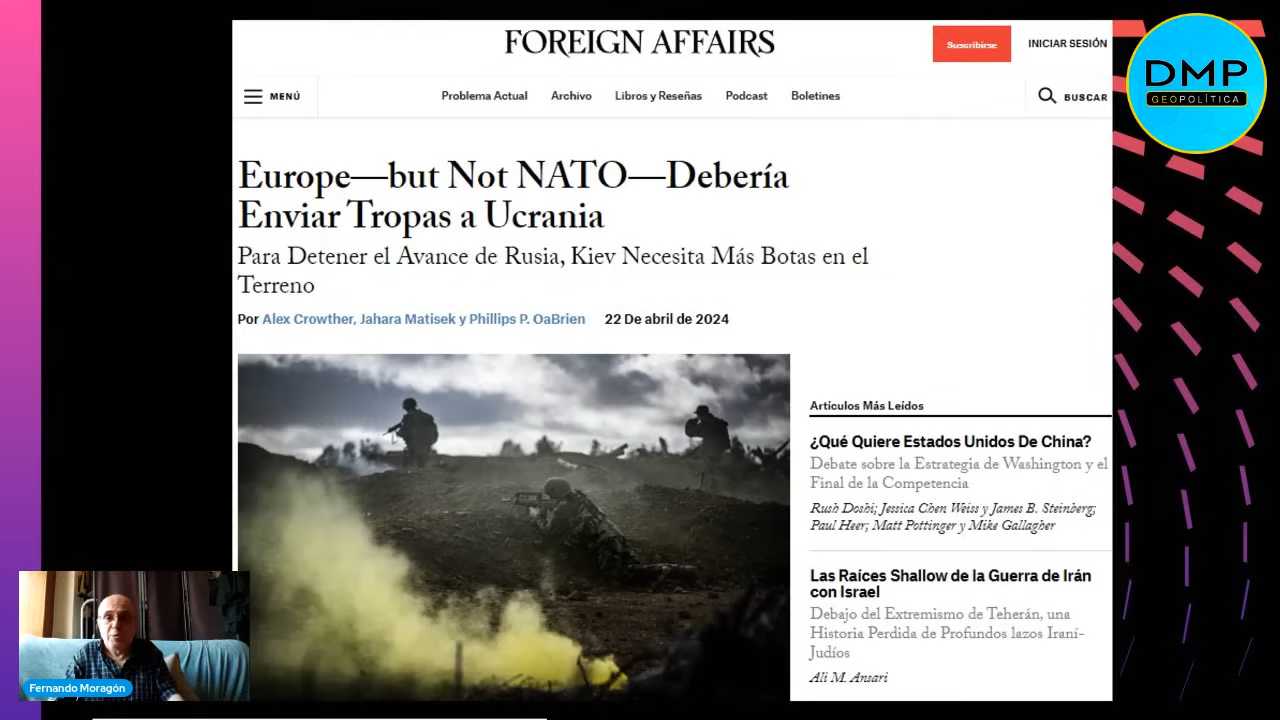 FOREIGN AFFAIRS
Suscribirse
INICIAR SESIÓN
MENÚ
Problema Actual
Archivo
Libros y Reseñas
Podcast
Boletines
BUSCAR
DMP
GEOPOLÍTICA
Europe—but Not NATO—Debería
Enviar Tropas a Ucrania
Para Detener el Avance de Rusia, Kiev Necesita Más Botas en el
Terreno
Por Alex Crowther, Jahara Matisek y Phillips P. OaBrien 22 De abril de 2024
Artículos Más Leídos
¿Qué Quiere Estados Unidos De China?
Debate sobre la Estrategia de Washington y el
Final de la Competencia
Rush Doshi; Jessica Chen Weiss y James B. Steinberg;
Paul Heer; Matt Pottinger y Mike Gallagher
Las Raíces Shallow de la Guerra de Irán
con Israel
Debajo del Extremismo de Teherán, una
Historia Perdida de Profundos lazos Iraní-
Judíos
Ali M. Ansari
Fernando Moragón